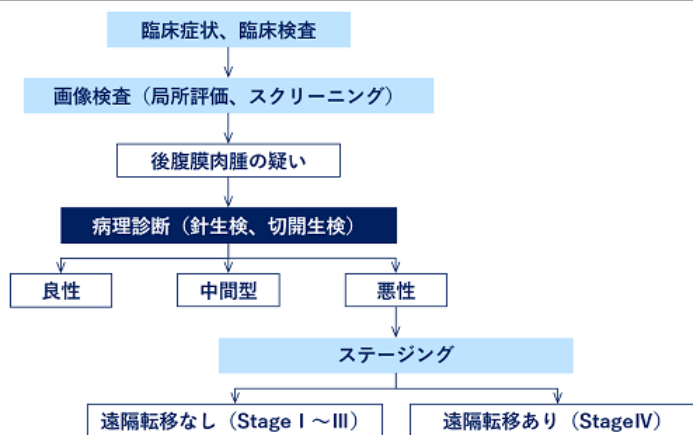 臨床症状、臨床検査
画像検査（局所評価、スクリーニング）
後腹膜肉腫の疑い
病理診断（針生検、切開生検）
良性
中間型
悪性
ステージング
遠隔転移なし（StageⅠ～Ⅲ）
遠隔転移あり（StageⅣ）